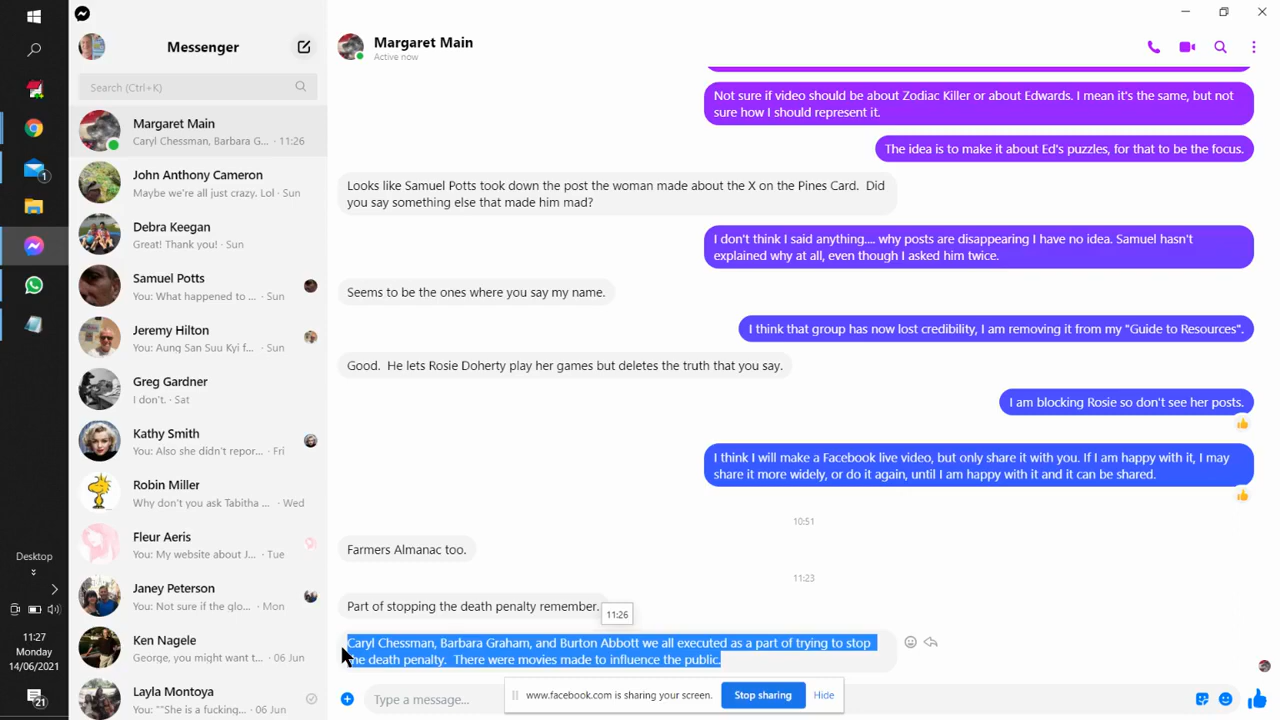 Messenger
Search (Ctrl+K)
Margaret Main
Caryl Chessman, Barbara G... · 11:26
John Anthony Cameron
Maybe we're all just crazy. Lol · Sun
Debra Keegan
Great! Thank you! · Sun
Samuel Potts
You: What happened to ... · Sun
Jeremy Hilton
You: Aung San Suu Kyi f... · Sun
Greg Gardner
I don't. · Sat
Kathy Smith
You: Also she didn't repor... · Fri
Robin Miller
Why don't you ask Tabitha ... · Wed
Fleur Aeris
You: My website about J... · Tue
Janey Peterson
You: Not sure if the glo... · Mon
Ken Nagele
George, you might want t... · 06 Jun
Layla Montoya
You: ""She is a fucking... · 06 Jun
1
Desktop
11:27
Monday
14/06/2021
21
Margaret Main
Active now
Not sure if video should be about Zodiac Killer or about Edwards. I mean it's the same, but not
sure how I should represent it.
The idea is to make it about Ed's puzzles, for that to be the focus.
Looks like Samuel Potts took down the post the woman made about the X on the Pines Card. Did
you say something else that made him mad?
I don't think I said anything.... why posts are disappearing I have no idea. Samuel hasn't
explained why at all, even though I asked him twice.
Seems to be the ones where you say my name.
I think that group has now lost credibility, I am removing it from my "Guide to Resources".
Good. He lets Rosie Doherty play her games but deletes the truth that you say.
I am blocking Rosie so don't see her posts.
I think I will make a Facebook live video, but only share it with you. If I am happy with it, I may
share it more widely, or do it again, until I am happy with it and it can be shared.
10:51
Farmers Almanac too.
11:23
Part of stopping the death penalty remember.
11:26
Caryl Chessman, Barbara Graham, and Burton Abbott we all executed as a part of trying to stop
the death penalty. There were movies made to influence the public.
www.facebook.com is sharing your screen.
Stop sharing
Hide
Type a message...